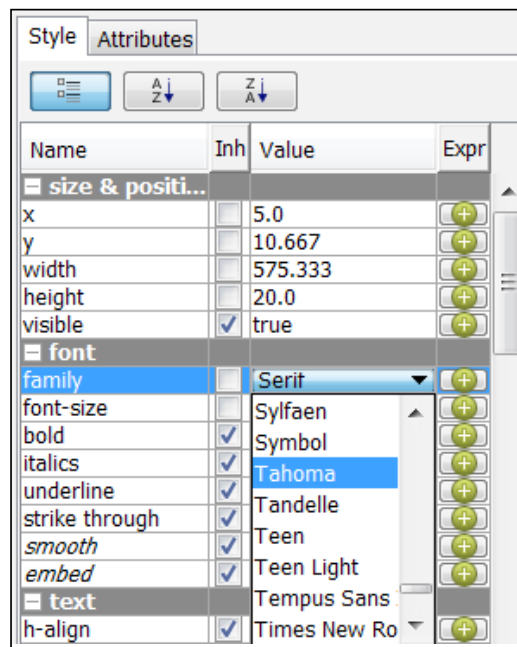 Style Attributes
A Z Z A
Name Inh Value Expr
size & positi...
x 5.0
y 10.667
width 575.333
height 20.0
visible true
font
family Serif
font-size Sylfaen
bold Symbol
italics Tahoma
underline Tandelle
strike through Teen
smooth Teen Light
embed Tempus Sans
text
h-align Times New Ro